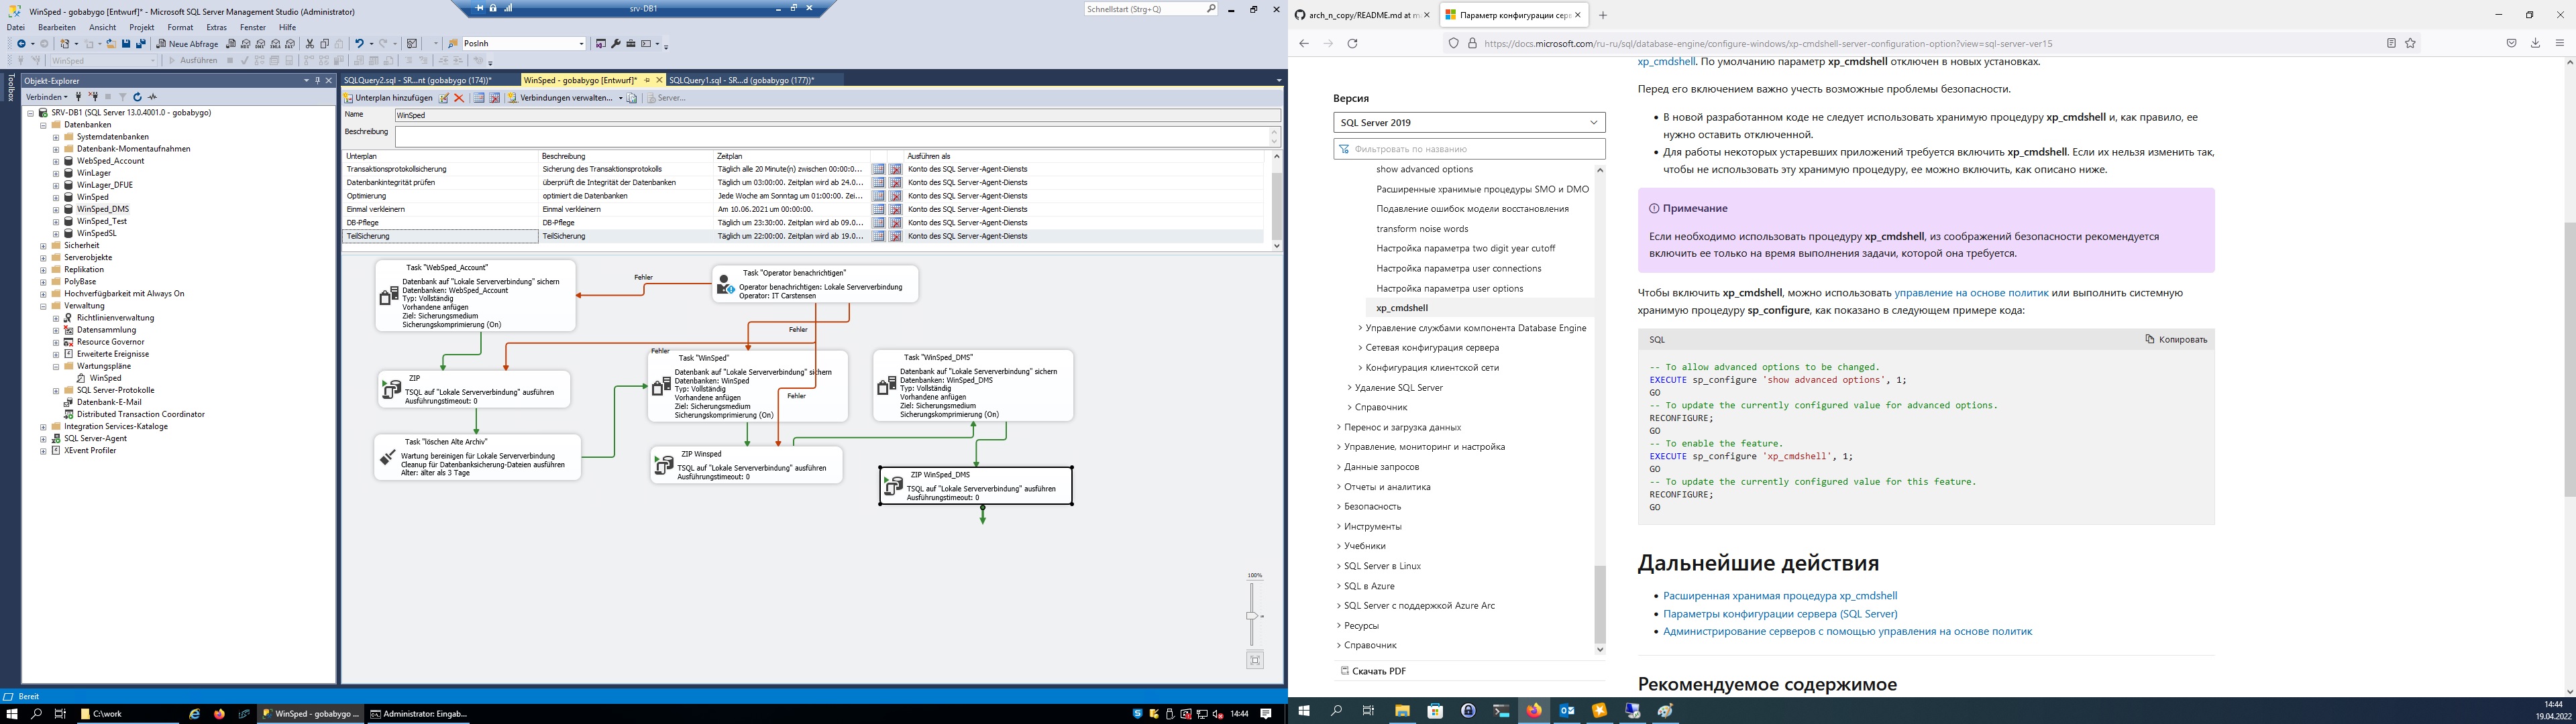 WinSped - gobabygo [Entwurf]* - Microsoft SQL Server Management Studio (Administrator)
srv-DB1
Schnellstart (Strg+Q)
Datei Bearbeiten Ansicht Projekt Format Extras Fenster Hilfe
Neue Abfrage
PosInh
WinSped
Ausführen
Toolbox
Objekt-Explorer
Verbinden
SRV-DB1 (SQL Server 13.0.4001.0 - gobabygo)
Datenbanken
Systemdatenbanken
Datenbank-Momentaufnahmen
WebSped_Account
WinLager
WinLager_DFUE
WinSped
WinSped_DMS
WinSped_Test
WinSpedSL
Sicherheit
Serverobjekte
Replikation
PolyBase
Hochverfügbarkeit mit Always On
Verwaltung
Richtlinienverwaltung
Datensammlung
Resource Governor
Erweiterte Ereignisse
Wartungspläne
WinSped
SQL Server-Protokolle
Datenbank-E-Mail
Distributed Transaction Coordinator
Integration Services-Kataloge
SQL Server-Agent
XEvent Profiler
SQLQuery2.sql - SR...nt (gobabygo (174))*
WinSped - gobabygo [Entwurf]*
SQLQuery1.sql - SR...d (gobabygo (177))*
Unterplan hinzufügen
Verbindungen verwalten...
Server...
Name WinSped
Beschreibung
Unterplan Beschreibung Zeitplan Ausführen als
Transaktionsprotokollsicherung Sicherung des Transaktionsprotokolls Täglich alle 20 Minute(n) zwischen 00:00:0... Konto des SQL Server-Agent-Diensts
Datenbankintegrität prüfen überprüft die Integrität der Datenbanken Täglich um 03:00:00. Zeitplan wird ab 24.0... Konto des SQL Server-Agent-Diensts
Optimierung optimiert die Datenbanken Jede Woche am Sonntag um 01:00:00. Zei... Konto des SQL Server-Agent-Diensts
Einmal verkleinern Einmal verkleinern Am 10.06.2021 um 00:00:00. Konto des SQL Server-Agent-Diensts
DB-Pflege DB-Pflege Täglich um 23:30:00. Zeitplan wird ab 09.0... Konto des SQL Server-Agent-Diensts
TeilSicherung TeilSicherung Täglich um 22:00:00. Zeitplan wird ab 19.0... Konto des SQL Server-Agent-Diensts
Task "WebSped_Account"
Datenbank auf "Lokale Serververbindung" sichern
Datenbanken: WebSped_Account
Typ: Vollständig
Vorhandene anfügen
Ziel: Sicherungsmedium
Sicherungskomprimierung (On)
Fehler
Task "Operator benachrichtigen"
Operator benachrichtigen: Lokale Serververbindung
Operator: IT Carstensen
Fehler
ZIP
TSQL auf "Lokale Serververbindung" ausführen
Ausführungstimeout: 0
Fehler
Task "WinSped"
Datenbank auf "Lokale Serververbindung" sichern
Datenbanken: WinSped
Typ: Vollständig
Vorhandene anfügen
Ziel: Sicherungsmedium
Sicherungskomprimierung (On)
Fehler
Task "WinSped_DMS"
Datenbank auf "Lokale Serververbindung" sichern
Datenbanken: WinSped_DMS
Typ: Vollständig
Vorhandene anfügen
Ziel: Sicherungsmedium
Sicherungskomprimierung (On)
Task "löschen Alte Archiv"
Wartung bereinigen für Lokale Serververbindung
Cleanup für Datenbanksicherung-Dateien ausführen
Alter: älter als 3 Tage
ZIP Winsped
TSQL auf "Lokale Serververbindung" ausführen
Ausführungstimeout: 0
ZIP WinSped_DMS
TSQL auf "Lokale Serververbindung" ausführen
Ausführungstimeout: 0
100%
Bereit
C:\work
WinSped - gobabygo ...
Administrator: Eingab...
14:44
arch_n_copy/README.md at m
Параметр конфигурации сер
https://docs.microsoft.com/ru-ru/sql/database-engine/configure-windows/xp-cmdshell-server-configuration-option?view=sql-server-ver15
Версия
SQL Server 2019
Фильтровать по названию
show advanced options
Расширенные хранимые процедуры SMO и DMO
Подавление ошибок модели восстановления
transform noise words
Настройка параметра two digit year cutoff
Настройка параметра user connections
Настройка параметра user options
xp_cmdshell
Управление службами компонента Database Engine
Сетевая конфигурация сервера
Конфигурация клиентской сети
Удаление SQL Server
Справочник
Перенос и загрузка данных
Управление, мониторинг и настройка
Данные запросов
Отчеты и аналитика
Безопасность
Инструменты
Учебники
SQL Server в Linux
SQL в Azure
SQL Server с поддержкой Azure Arc
Ресурсы
Справочник
Скачать PDF
xp_cmdshell. По умолчанию параметр xp_cmdshell отключен в новых установках.
Перед его включением важно учесть возможные проблемы безопасности.
• В новой разработанном коде не следует использовать хранимую процедуру xp_cmdshell и, как правило, ее
нужно оставить отключенной.
• Для работы некоторых устаревших приложений требуется включить xp_cmdshell. Если их нельзя изменить так,
чтобы не использовать эту хранимую процедуру, ее можно включить, как описано ниже.
Примечание
Если необходимо использовать процедуру xp_cmdshell, из соображений безопасности рекомендуется
включить ее только на время выполнения задачи, которой она требуется.
Чтобы включить xp_cmdshell, можно использовать управление на основе политик или выполнить системную
хранимую процедуру sp_configure, как показано в следующем примере кода:
SQL
Копировать
-- To allow advanced options to be changed.
EXECUTE sp_configure 'show advanced options', 1;
GO
-- To update the currently configured value for advanced options.
RECONFIGURE;
GO
-- To enable the feature.
EXECUTE sp_configure 'xp_cmdshell', 1;
GO
-- To update the currently configured value for this feature.
RECONFIGURE;
GO
Дальнейшие действия
• Расширенная хранимая процедура xp_cmdshell
• Параметры конфигурации сервера (SQL Server)
• Администрирование серверов с помощью управления на основе политик
Рекомендуемое содержимое
14:44
19.04.2022